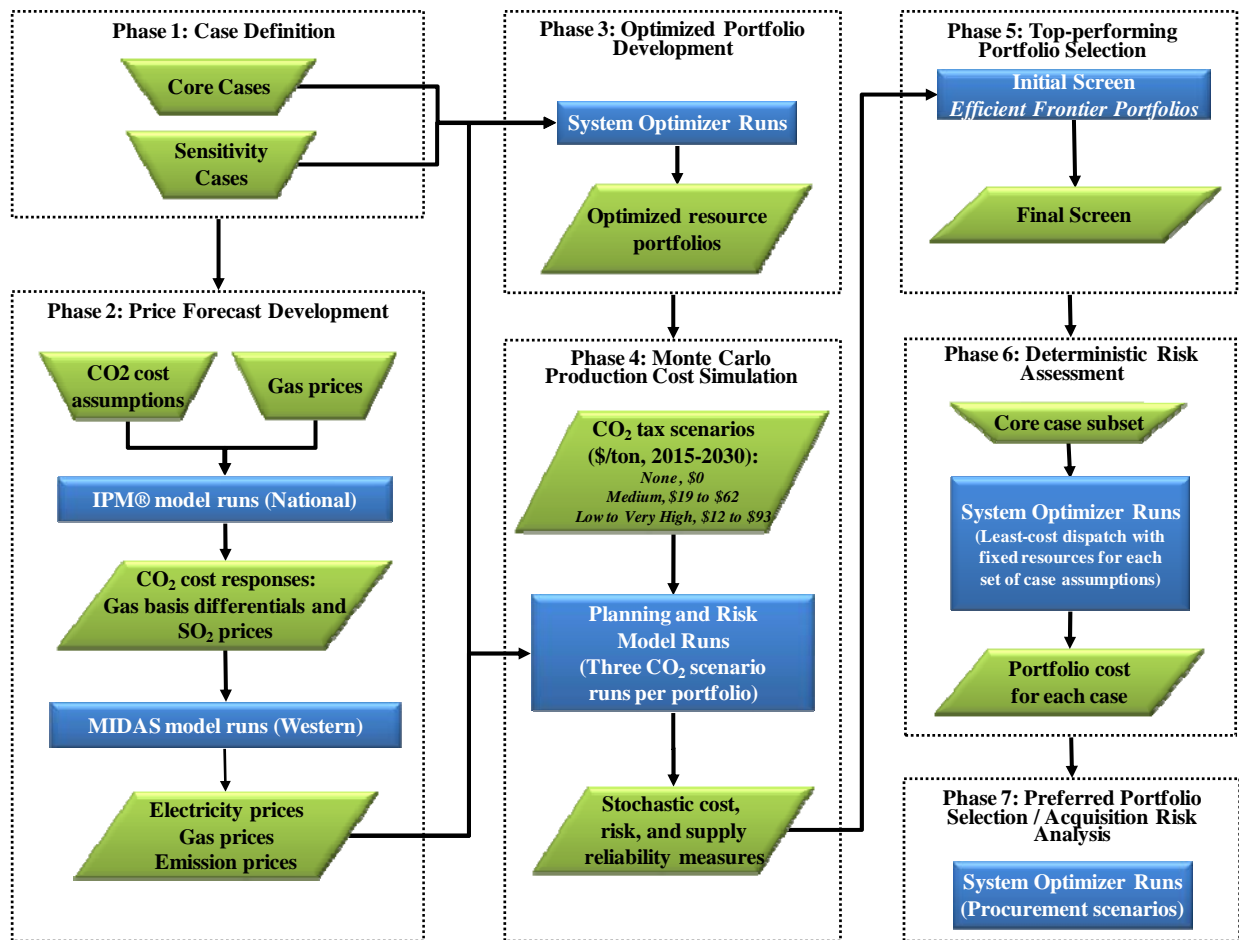 Phase 1: Case Definition
Core Cases
Sensitivity
Cases
Phase 2: Price Forecast Development
CO2 cost
assumptions
Gas prices
IPM® model runs (National)
CO₂ cost responses:
Gas basis differentials and
SO₂ prices
MIDAS model runs (Western)
Electricity prices
Gas prices
Emission prices
Phase 3: Optimized Portfolio
Development
System Optimizer Runs
Optimized resource
portfolios
Phase 4: Monte Carlo
Production Cost Simulation
CO₂ tax scenarios
($/ton, 2015-2030):
None , $0
Medium, $19 to $62
Low to Very High, $12 to $93
Planning and Risk
Model Runs
(Three CO₂ scenario
runs per portfolio)
Stochastic cost,
risk, and supply
reliability measures
Phase 5: Top-performing
Portfolio Selection
Initial Screen
Efficient Frontier Portfolios
Final Screen
Phase 6: Deterministic Risk
Assessment
Core case subset
System Optimizer Runs
(Least-cost dispatch with
fixed resources for each
set of case assumptions)
Portfolio cost
for each case
Phase 7: Preferred Portfolio
Selection / Acquisition Risk
Analysis
System Optimizer Runs
(Procurement scenarios)